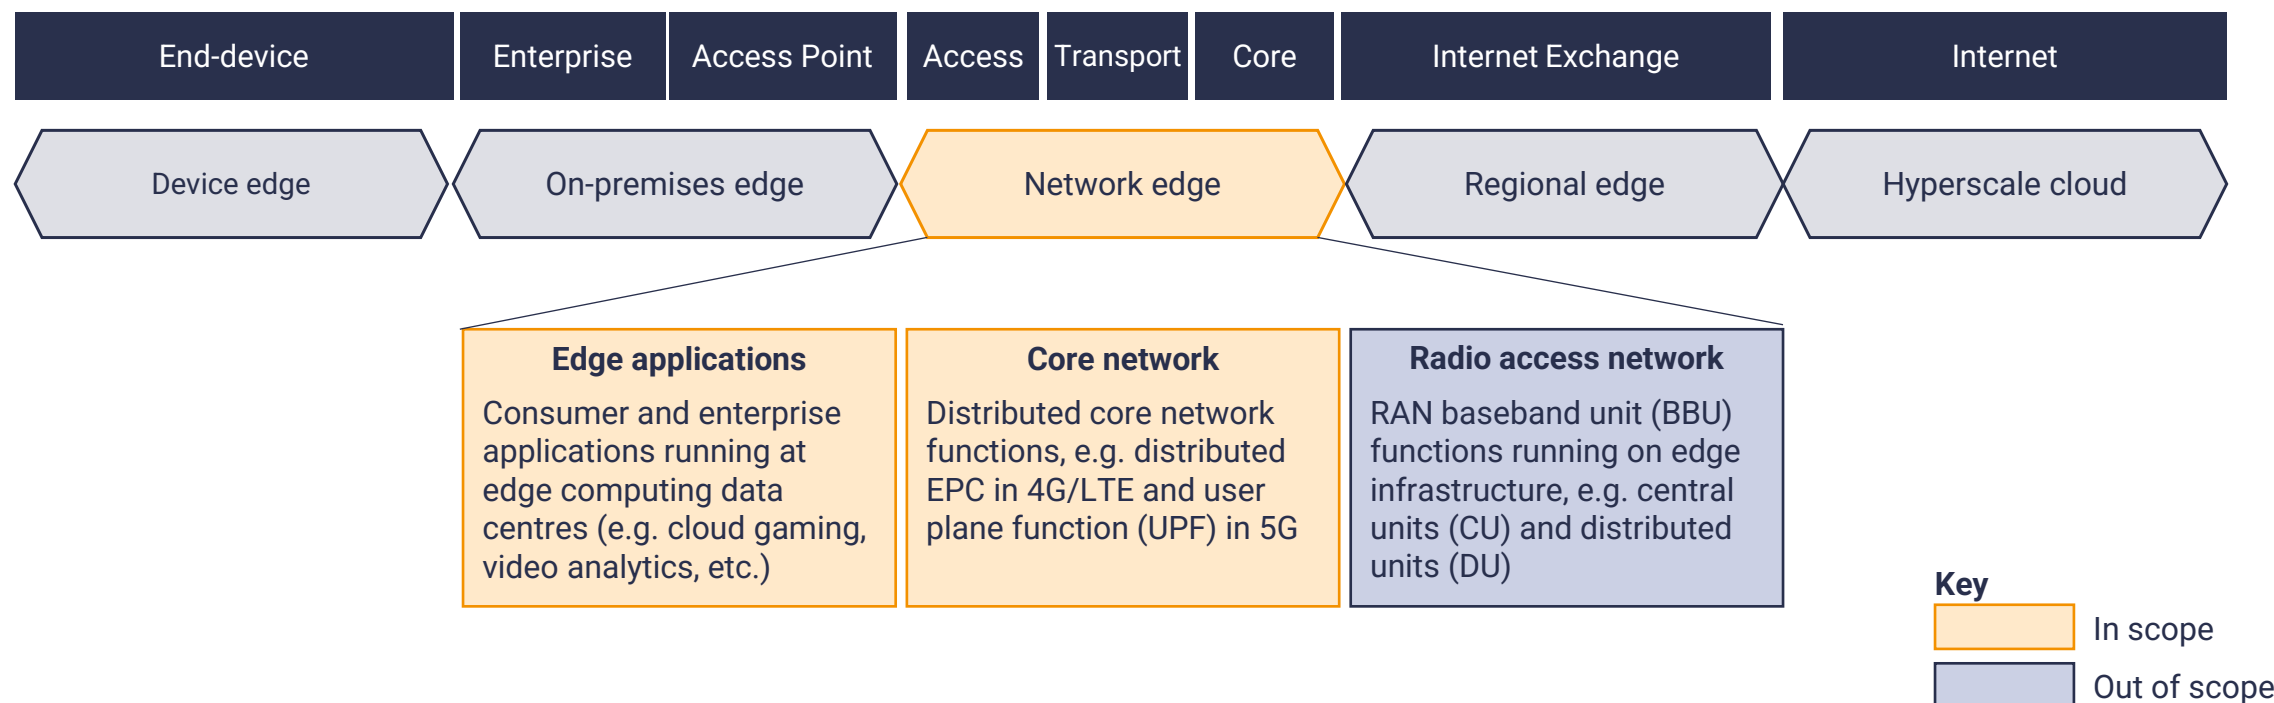 End-device
Enterprise
Access Point
Access
Transport
Core
Internet Exchange
Internet
Device edge
On-premises edge
Network edge
Regional edge
Hyperscale cloud
Edge applications
Consumer and enterprise
applications running at
edge computing data
centres (e.g. cloud gaming,
video analytics, etc.)
Core network
Distributed core network
functions, e.g. distributed
EPC in 4G/LTE and user
plane function (UPF) in 5G
Radio access network
RAN baseband unit (BBU)
functions running on edge
infrastructure, e.g. central
units (CU) and distributed
units (DU)
Key
In scope
Out of scope